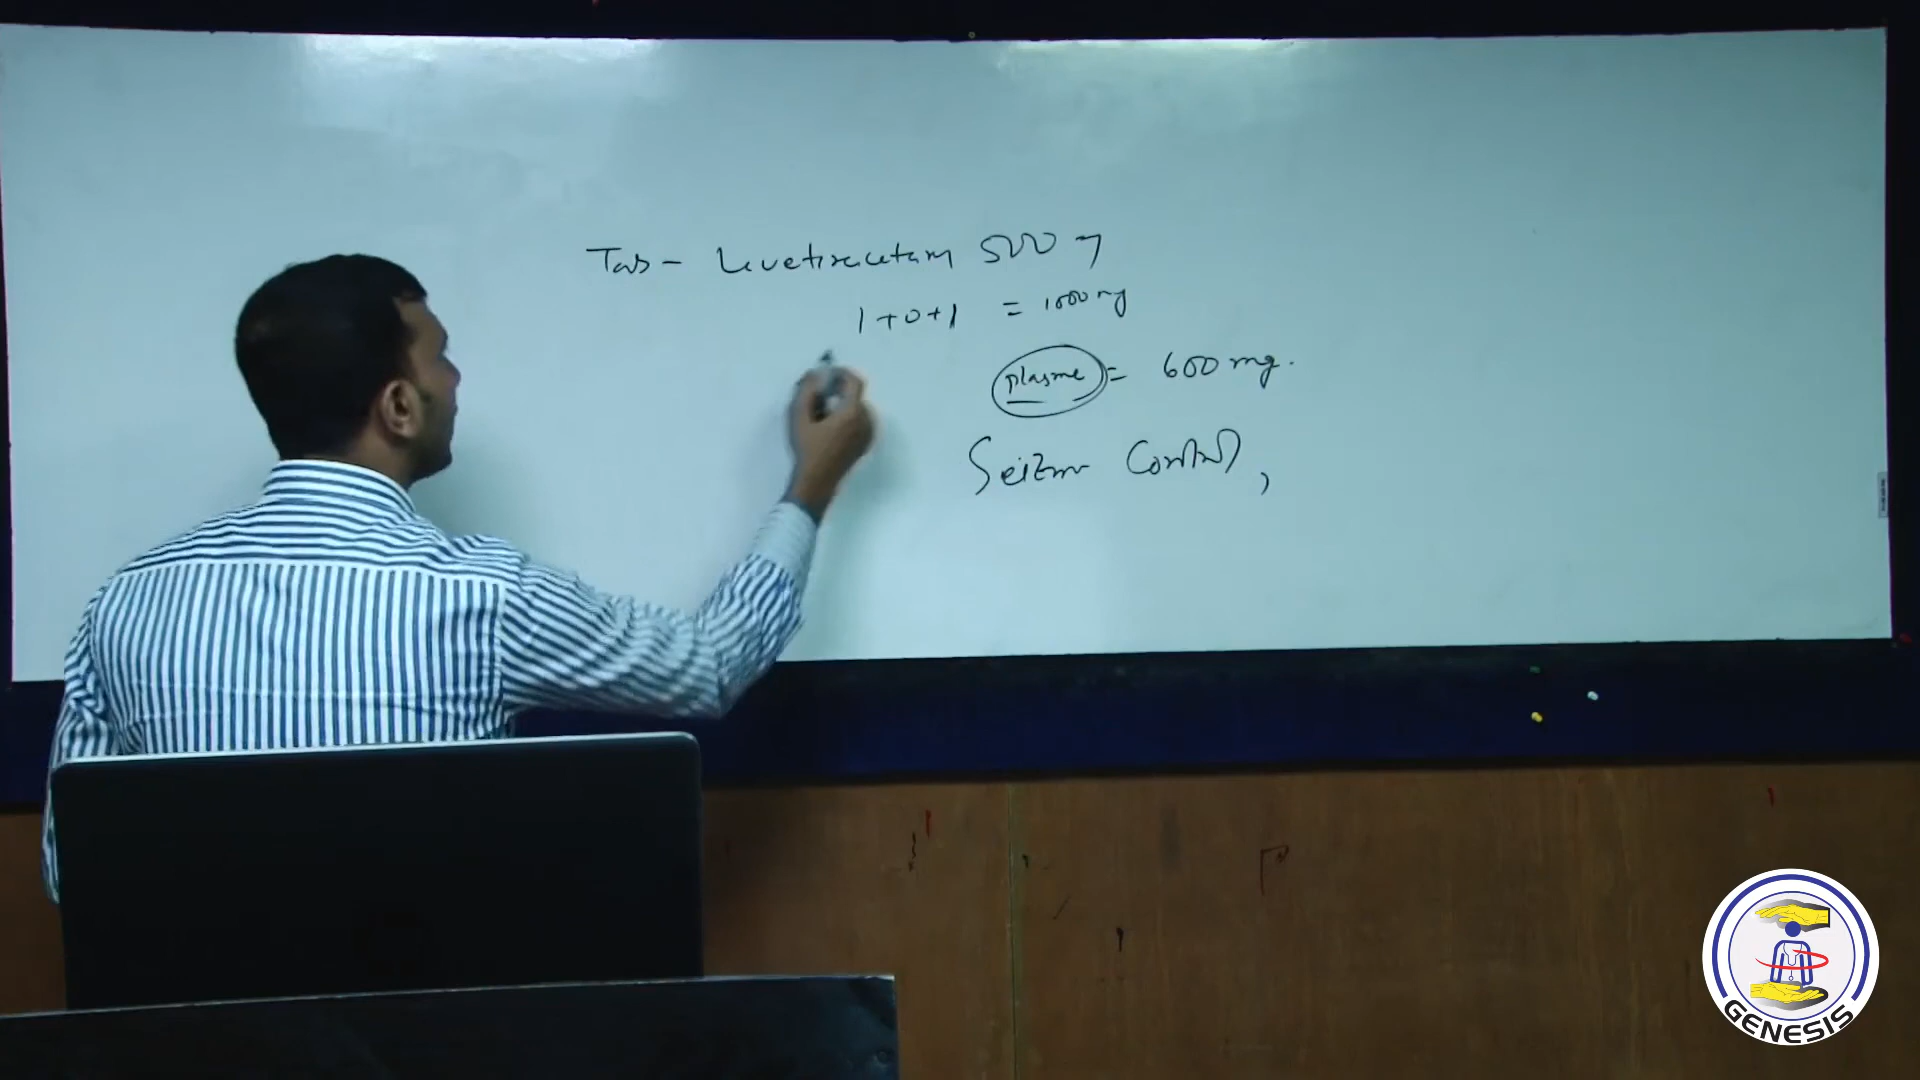 Tab - Levetiracetam 500 mg
1+0+1 = 1000 mg
plasma = 600 mg.
Seizure Control,
GENESIS